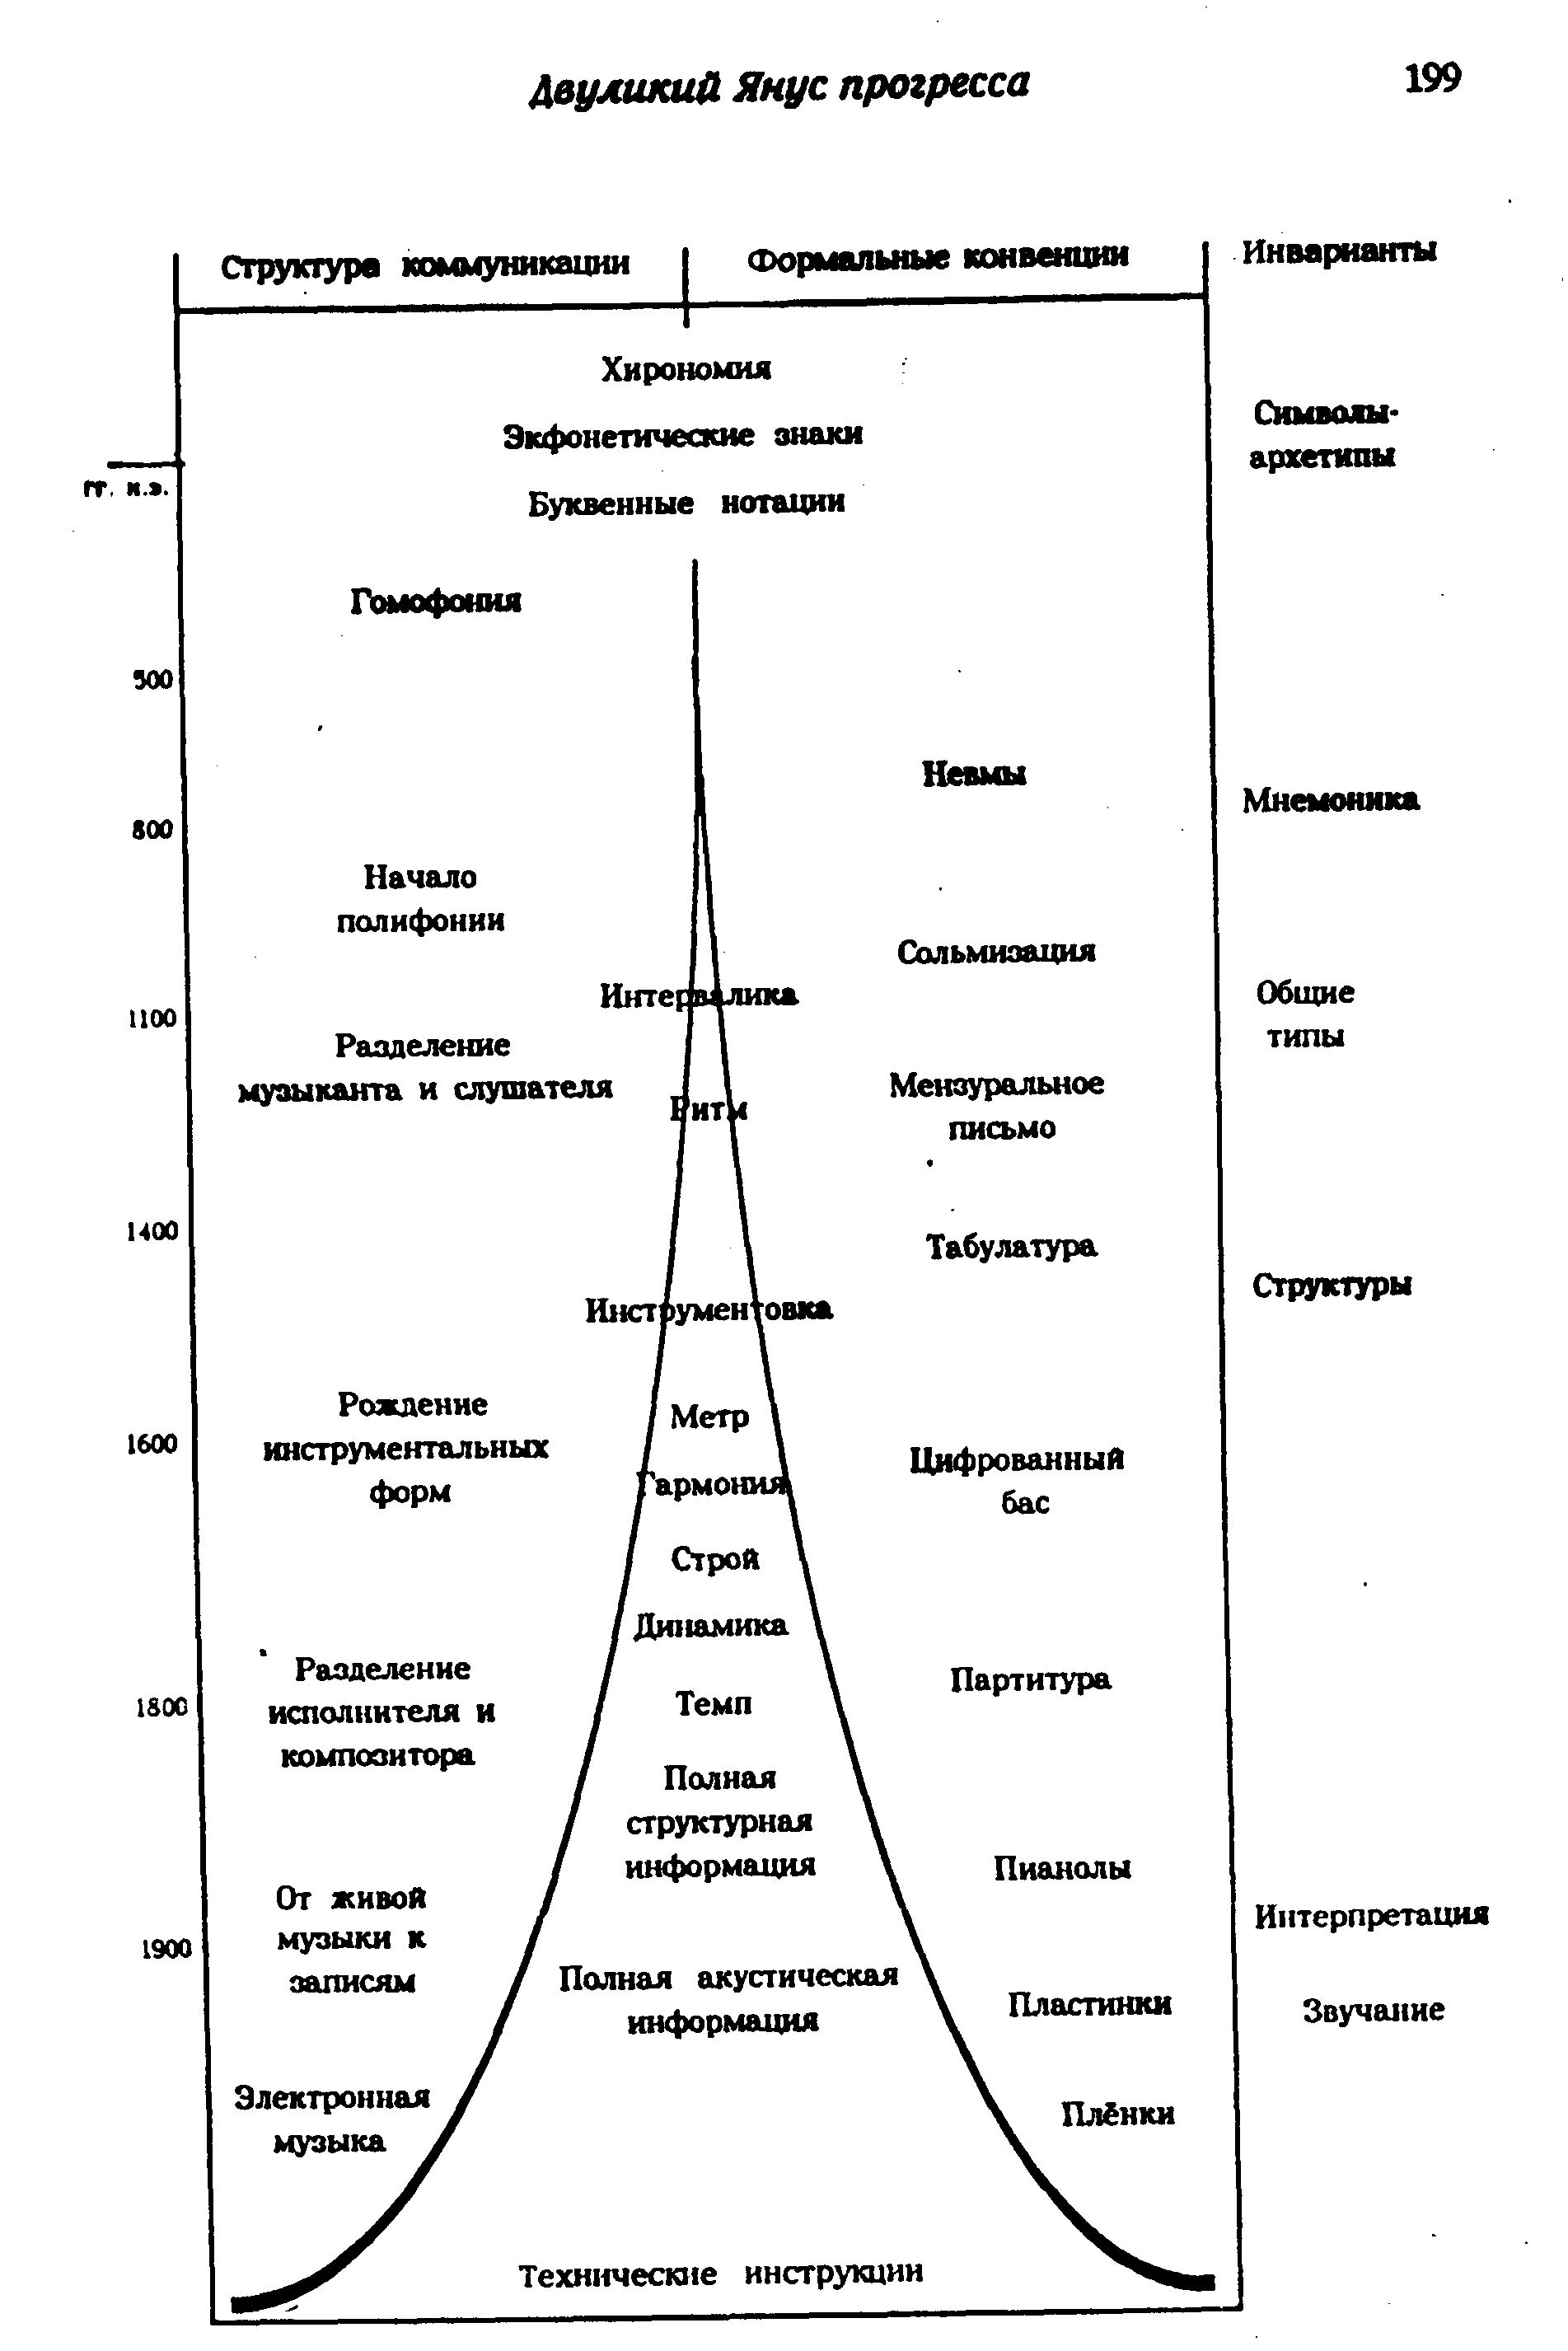 Двуликий Янус прогресса
199
Структура коммуникации
Формальные конвенции
Инварианты
Хирономия
Экфонетические знаки
Символы-
архетипы
гг. н.э.
Буквенные нотации
Гомофония
500
Невмы
Мнемоника
800
Начало
полифонии
Сольмизация
Интервалика
Общие
типы
1100
Разделение
музыканта и слушателя
Ритм
Мензуральное
письмо
1400
Табулатура
Структуры
Инструментовка
Рождение
инструментальных
форм
Метр
1600
Цифрованный
бас
Гармония
Строй
Динамика
Разделение
исполнителя и
композитора
Партитура
1800
Темп
Полная
структурная
информация
Пианолы
От живой
музыки к
записям
Интерпретация
1900
Полная акустическая
информация
Пластинки
Звучание
Электронная
музыка
Плёнки
Технические инструкции